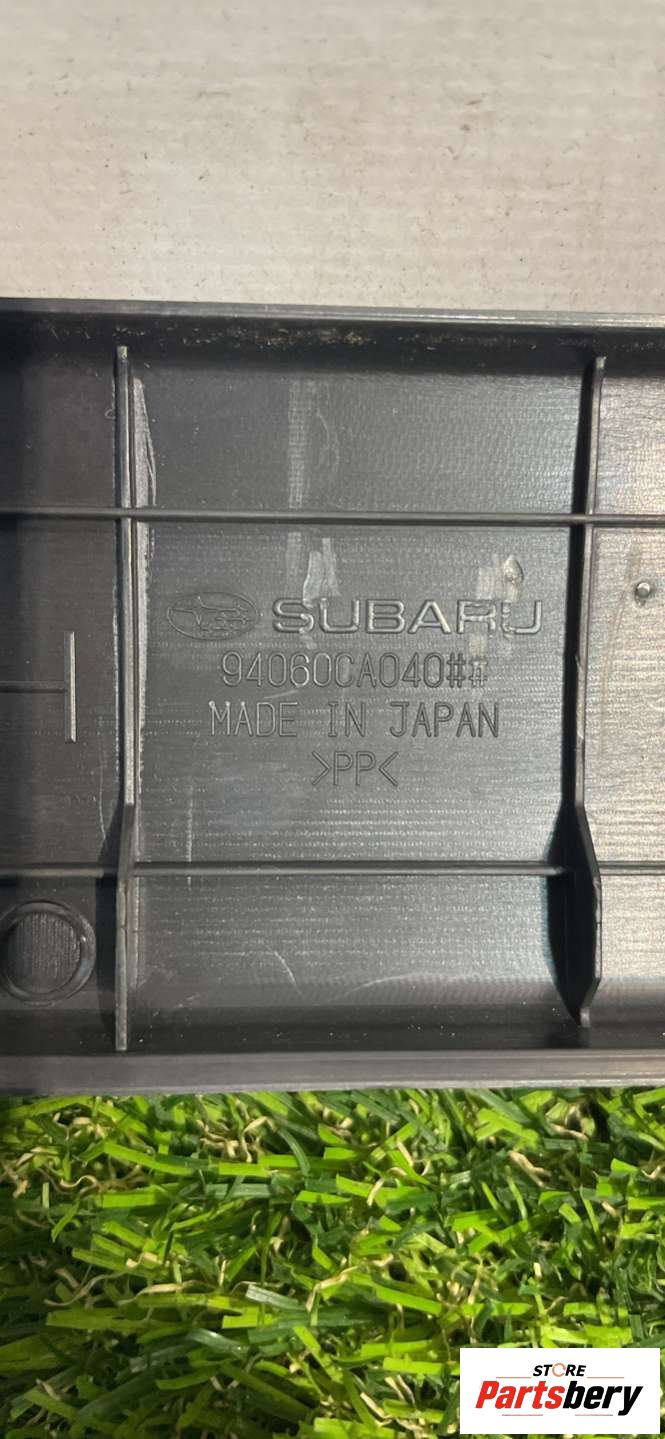 SUBARU
94060CA040##
MADE IN JAPAN
>PP<
STORE
Partsbery